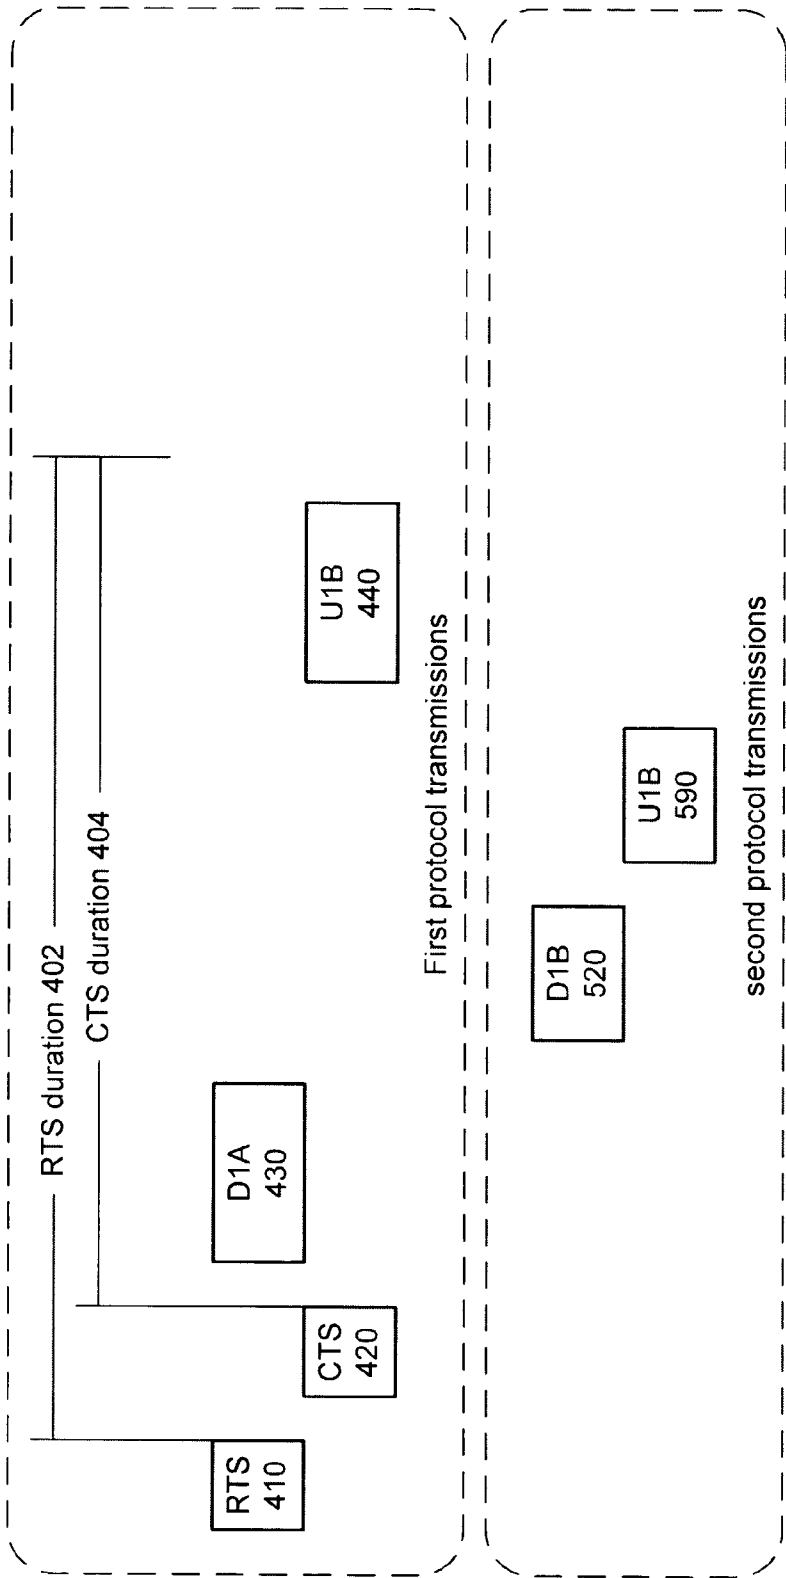 RTS duration 402
CTS duration 404
RTS
410
CTS
420
D1A
430
U1B
440
First protocol transmissions
D1B
520
U1B
590
second protocol transmissions